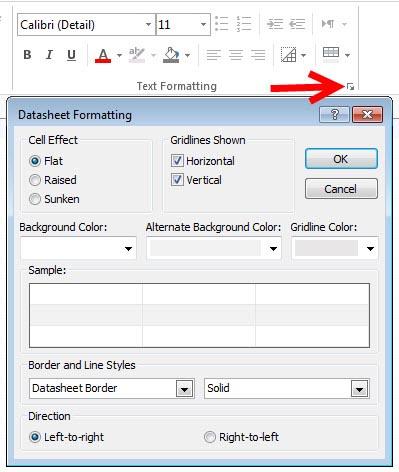 Calibri (Detail) 11
B I U A ab
Text Formatting
Datasheet Formatting ?
Cell Effect Gridlines Shown
Flat Horizontal OK
Raised Vertical Cancel
Sunken
Background Color: Alternate Background Color: Gridline Color:
Sample:
Border and Line Styles
Datasheet Border Solid
Direction
Left-to-right Right-to-left